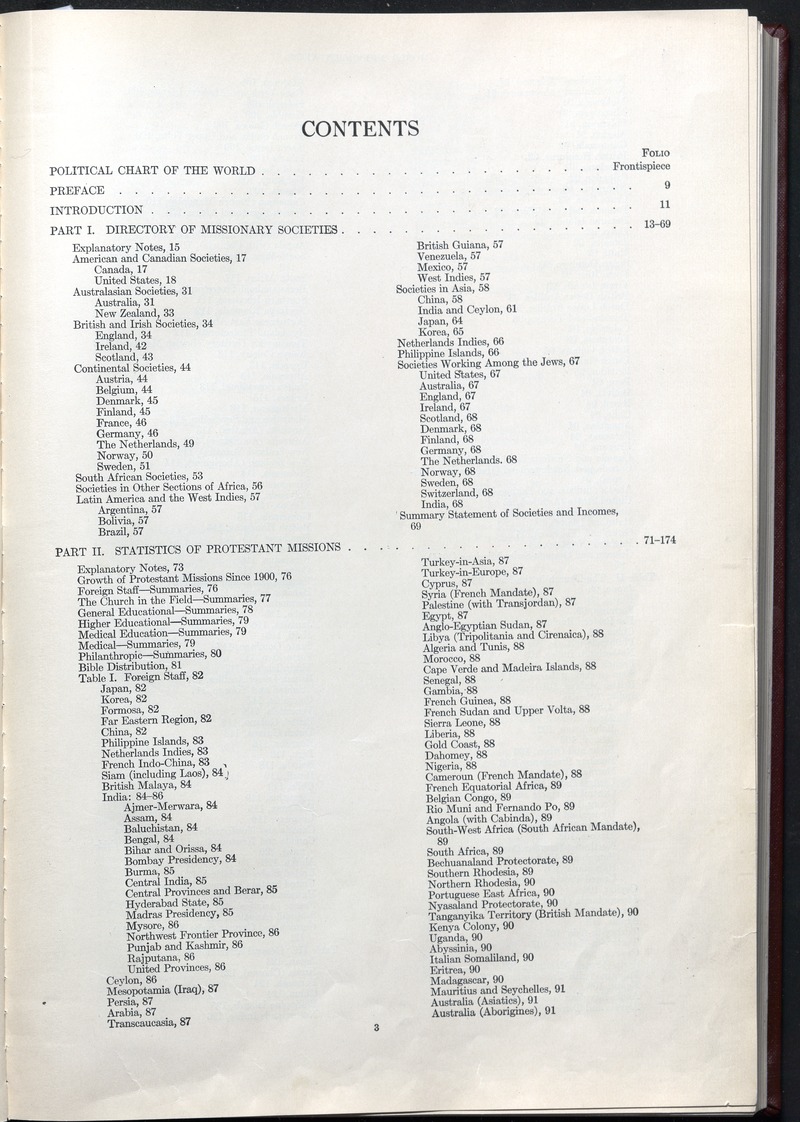 CONTENTS
FOLIO
POLITICAL CHART OF THE WORLD . . . . . . . . . . . . . . . . . . . . . . Frontispiece
PREFACE . . . . . . . . . . . . . . . . . . . . . . . . . . . . . . 9
INTRODUCTION . . . . . . . . . . . . . . . . . . . . . . . . . . . . 11
PART I. DIRECTORY OF MISSIONARY SOCIETIES . . . . . . . . . . . . . . . . . 13-69
Explanatory Notes, 15
American and Canadian Societies, 17
Canada, 17
United States, 18
Australasian Societies, 31
Australia, 31
New Zealand, 33
British and Irish Societies, 34
England, 34
Ireland, 42
Scotland, 43
Continental Societies, 44
Austria, 44
Belgium, 44
Denmark, 45
Finland, 45
France, 46
Germany, 46
The Netherlands, 49
Norway, 50
Sweden, 51
South African Societies, 53
Societies in Other Sections of Africa, 56
Latin America and the West Indies, 57
Argentina, 57
Bolivia, 57
Brazil, 57
British Guiana, 57
Venezuela, 57
Mexico, 57
West Indies, 57
Societies in Asia, 58
China, 58
India and Ceylon, 61
Japan, 64
Korea, 65
Netherlands Indies, 66
Philippine Islands, 66
Societies Working Among the Jews, 67
United States, 67
Australia, 67
England, 67
Ireland, 67
Scotland, 68
Denmark, 68
Finland, 68
Germany, 68
The Netherlands. 68
Norway, 68
Sweden, 68
Switzerland, 68
India, 68
Summary Statement of Societies and Incomes,
69
PART II. STATISTICS OF PROTESTANT MISSIONS . . . . . . . . . . . . . . . . . 71-174
Explanatory Notes, 73
Growth of Protestant Missions Since 1900, 76
Foreign Staff—Summaries, 76
The Church in the Field—Summaries, 77
General Educational—Summaries, 78
Higher Educational—Summaries, 79
Medical Education—Summaries, 79
Medical—Summaries, 79
Philanthropic—Summaries, 80
Bible Distribution, 81
Table I. Foreign Staff, 82
Japan, 82
Korea, 82
Formosa, 82
Far Eastern Region, 82
China, 82
Philippine Islands, 83
Netherlands Indies, 83
French Indo-China, 83
Siam (including Laos), 84
British Malaya, 84
India: 84-86
Ajmer-Merwara, 84
Assam, 84
Baluchistan, 84
Bengal, 84
Bihar and Orissa, 84
Bombay Presidency, 84
Burma, 85
Central India, 85
Central Provinces and Berar, 85
Hyderabad State, 85
Madras Presidency, 85
Mysore, 86
Northwest Frontier Province, 86
Punjab and Kashmir, 86
Rajputana, 86
United Provinces, 86
Ceylon, 86
Mesopotamia (Iraq), 87
Persia, 87
Arabia, 87
Transcaucasia, 87
Turkey-in-Asia, 87
Turkey-in-Europe, 87
Cyprus, 87
Syria (French Mandate), 87
Palestine (with Transjordan), 87
Egypt, 87
Anglo-Egyptian Sudan, 87
Libya (Tripolitania and Cirenaica), 88
Algeria and Tunis, 88
Morocco, 88
Cape Verde and Madeira Islands, 88
Senegal, 88
Gambia, 88
French Guinea, 88
French Sudan and Upper Volta, 88
Sierra Leone, 88
Liberia, 88
Gold Coast, 88
Dahomey, 88
Nigeria, 88
Cameroun (French Mandate), 88
French Equatorial Africa, 89
Belgian Congo, 89
Rio Muni and Fernando Po, 89
Angola (with Cabinda), 89
South-West Africa (South African Mandate),
89
South Africa, 89
Bechuanaland Protectorate, 89
Southern Rhodesia, 89
Northern Rhodesia, 90
Portuguese East Africa, 90
Nyasaland Protectorate, 90
Tanganyika Territory (British Mandate), 90
Kenya Colony, 90
Uganda, 90
Abyssinia, 90
Italian Somaliland, 90
Eritrea, 90
Madagascar, 90
Mauritius and Seychelles, 91
Australia (Asiatics), 91
Australia (Aborigines), 91
3